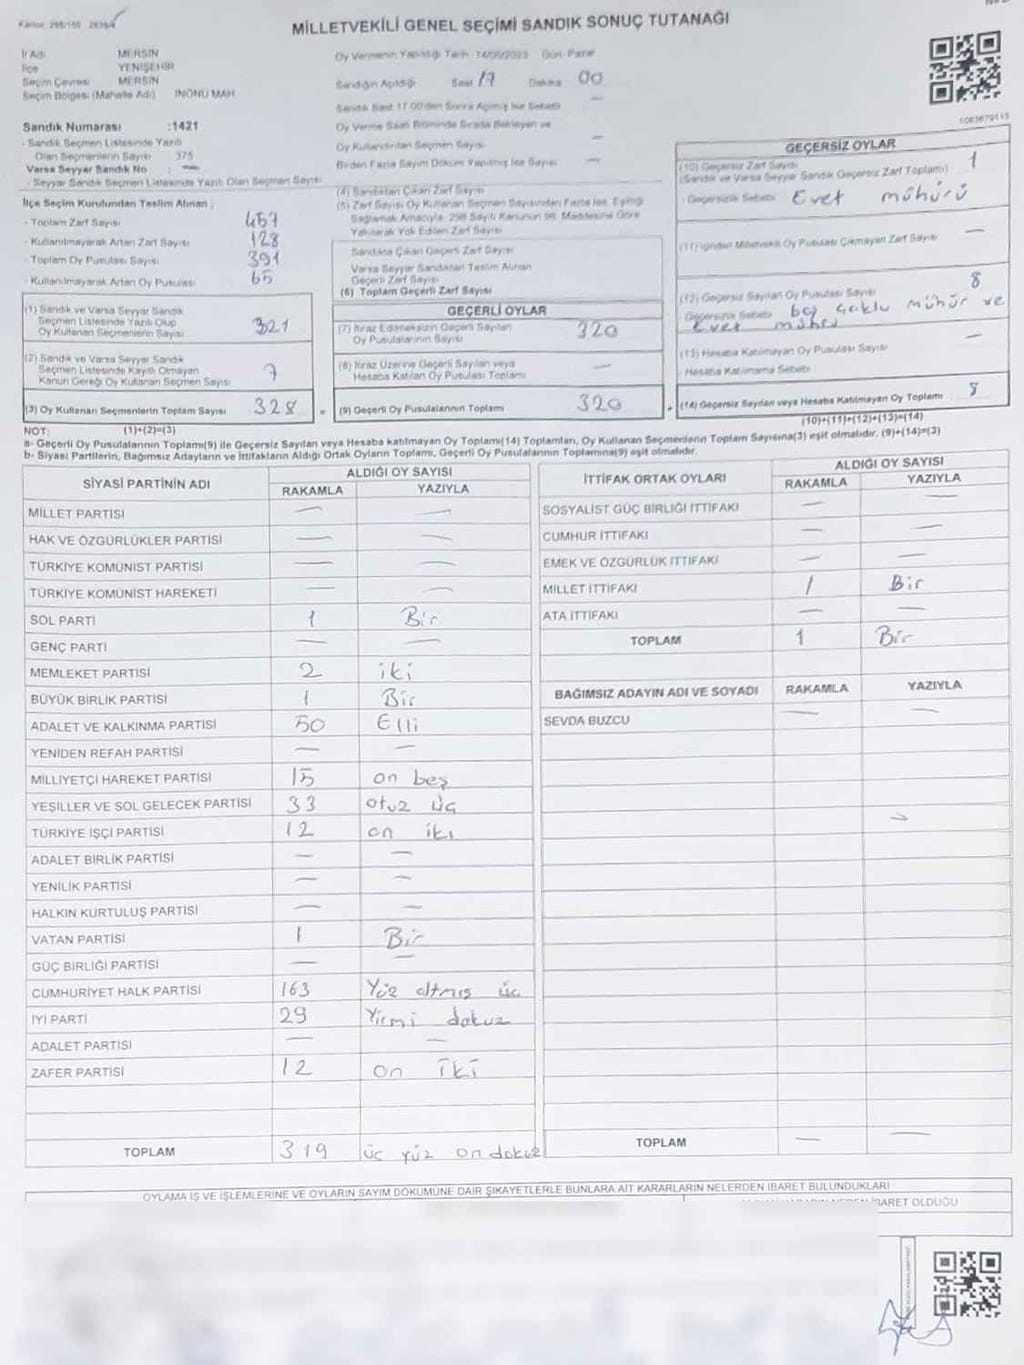 MİLLETVEKİLİ GENEL SEÇİMİ SANDIK SONUÇ TUTANAĞI
İl Adı : MERSİN
İlçe YENİŞEHİR
Seçim Çevresi MERSİN
Seçim Bölgesi (Mahalle Adı) İNÖNÜ MAH.
Sandık Numarası :1421
- Sandık Seçmen Listesinde Yazılı
Olan Seçmenlerin Sayısı 375
Varsa Seyyar Sandık No : —
- Seyyar Sandık Seçmen Listesinde Yazılı Olan Seçmen Sayısı
İlçe Seçim Kurulundan Teslim Alınan ;
- Toplam Zarf Sayısı 457
- Kullanılmayarak Artan Zarf Sayısı 128
- Toplam Oy Pusulası Sayısı 391
- Kullanılmayarak Artan Oy Pusulası 65
(1) Sandık ve Varsa Seyyar Sandık
Seçmen Listesinde Yazılı Olup
Oy Kullanan Seçmenlerin Sayısı 321
(2) Sandık ve Varsa Seyyar Sandık
Seçmen Listesinde Kayıtlı Olmayan
Kanun Gereği Oy Kullanan Seçmen Sayısı 7
(3) Oy Kullanan Seçmenlerin Toplam Sayısı 328
Oy Vermenin Yapıldığı Tarih: 14/05/2023 Gün: Pazar
Sandığın Açıldığı Saat 17 Dakika 00
Sandık Saat 17.00'den Sonra Açılmış İse Sebebi —
Oy Verme Saati Bitiminde Sırada Bekleyen ve
Oy Kullandırılan Seçmen Sayısı —
Birden Fazla Sayım Döküm Yapılmış İse Sayısı —
(4) Sandıktan Çıkan Zarf Sayısı
(5) Zarf Sayısı Oy Kullanan Seçmen Sayısından Fazla İse, Eşitliği
Sağlamak Amacıyla, 298 Sayılı Kanunun 98. Maddesine Göre
Yakılarak Yok Edilen Zarf Sayısı
Sandıkta Çıkan Geçerli Zarf Sayısı
Varsa Seyyar Sandıktan Teslim Alınan
Geçerli Zarf Sayısı
(6) Toplam Geçerli Zarf Sayısı
GEÇERLİ OYLAR
(7) İtiraz Edilmeksizin Geçerli Sayılan
Oy Pusulalarının Sayısı 320
(8) İtiraz Üzerine Geçerli Sayılan veya
Hesaba Katılan Oy Pusulası Toplamı —
(9) Geçerli Oy Pusulalarının Toplamı 320
1083679113
GEÇERSİZ OYLAR
(10) Geçersiz Zarf Sayısı 1
(Sandık ve Varsa Seyyar Sandık Geçersiz Zarf Toplamı)
- Geçersizlik Sebebi Evet mühürü
(11) İçinden Milletvekili Oy Pusulası Çıkmayan Zarf Sayısı —
(12) Geçersiz Sayılan Oy Pusulası Sayısı 8
- Geçersizlik Sebebi mühür ve
Evet
(13) Hesaba Katılmayan Oy Pusulası Sayısı —
- Hesaba Katılmama Sebebi
(14) Geçersiz Sayılan veya Hesaba Katılmayan Oy Toplamı 8
NOT: (1)+(2)=(3) (10)+(11)+(12)+(13)=(14)
a- Geçerli Oy Pusulalarının Toplamı(9) ile Geçersiz Sayılan veya Hesaba katılmayan Oy Toplamı(14) Toplamları, Oy Kullanan Seçmenlerin Toplam Sayısına(3) eşit olmalıdır. (9)+(14)=(3)
b- Siyasi Partilerin, Bağımsız Adayların ve İttifakların Aldığı Ortak Oyların Toplamı, Geçerli Oy Pusulalarının Toplamına(9) eşit olmalıdır.
SİYASİ PARTİNİN ADI ALDIĞI OY SAYISI
RAKAMLA YAZIYLA
MİLLET PARTİSİ — —
HAK VE ÖZGÜRLÜKLER PARTİSİ — —
TÜRKİYE KOMÜNİST PARTİSİ — —
TÜRKİYE KOMÜNİST HAREKETİ — —
SOL PARTİ 1 Bir
GENÇ PARTİ — —
MEMLEKET PARTİSİ 2 iki
BÜYÜK BİRLİK PARTİSİ 1 Bir
ADALET VE KALKINMA PARTİSİ 50 Elli
YENİDEN REFAH PARTİSİ — —
MİLLİYETÇİ HAREKET PARTİSİ 15 on beş
YEŞİLLER VE SOL GELECEK PARTİSİ 33 otuz üç
TÜRKİYE İŞÇİ PARTİSİ 12 on iki
ADALET BİRLİK PARTİSİ — —
YENİLİK PARTİSİ — —
HALKIN KURTULUŞ PARTİSİ — —
VATAN PARTİSİ 1 Bir
GÜÇ BİRLİĞİ PARTİSİ — —
CUMHURİYET HALK PARTİSİ 163 Yüz altmış üç
İYİ PARTİ 29 Yirmi dokuz
ADALET PARTİSİ — —
ZAFER PARTİSİ 12 on iki
TOPLAM 319 üç yüz on dokuz
İTTİFAK ORTAK OYLARI ALDIĞI OY SAYISI
RAKAMLA YAZIYLA
SOSYALİST GÜÇ BİRLİĞİ İTTİFAKI — —
CUMHUR İTTİFAKI — —
EMEK VE ÖZGÜRLÜK İTTİFAKI — —
MİLLET İTTİFAKI 1 Bir
ATA İTTİFAKI — —
TOPLAM 1 Bir
BAĞIMSIZ ADAYIN ADI VE SOYADI RAKAMLA YAZIYLA
SEVDA BUZCU — —
TOPLAM — —
OYLAMA İŞ VE İŞLEMLERİNE VE OYLARIN SAYIM DÖKÜMÜNE DAİR ŞİKAYETLERLE BUNLARA AİT KARARLARIN NELERDEN İBARET BULUNDUKLARI
İBARET OLDUĞU